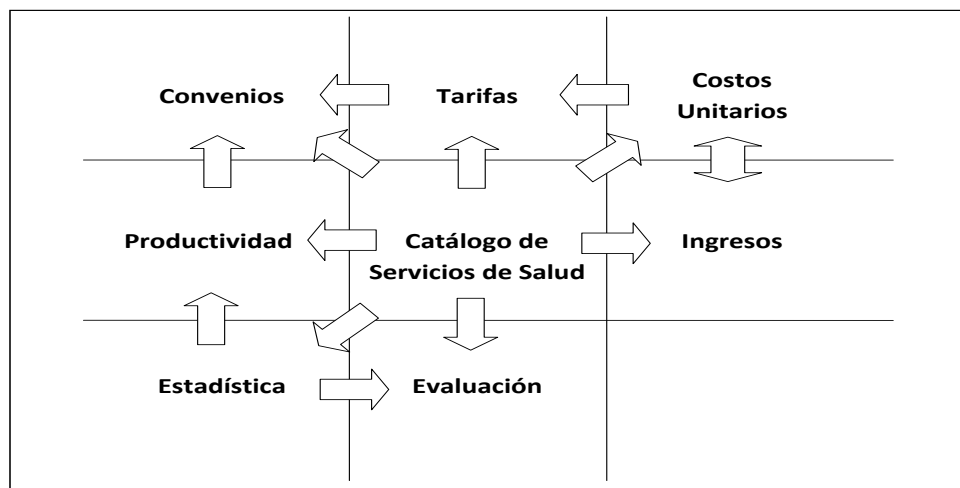 Convenios
Tarifas
Costos
Unitarios
Productividad
Catálogo de
Servicios de Salud
Ingresos
Estadística
Evaluación